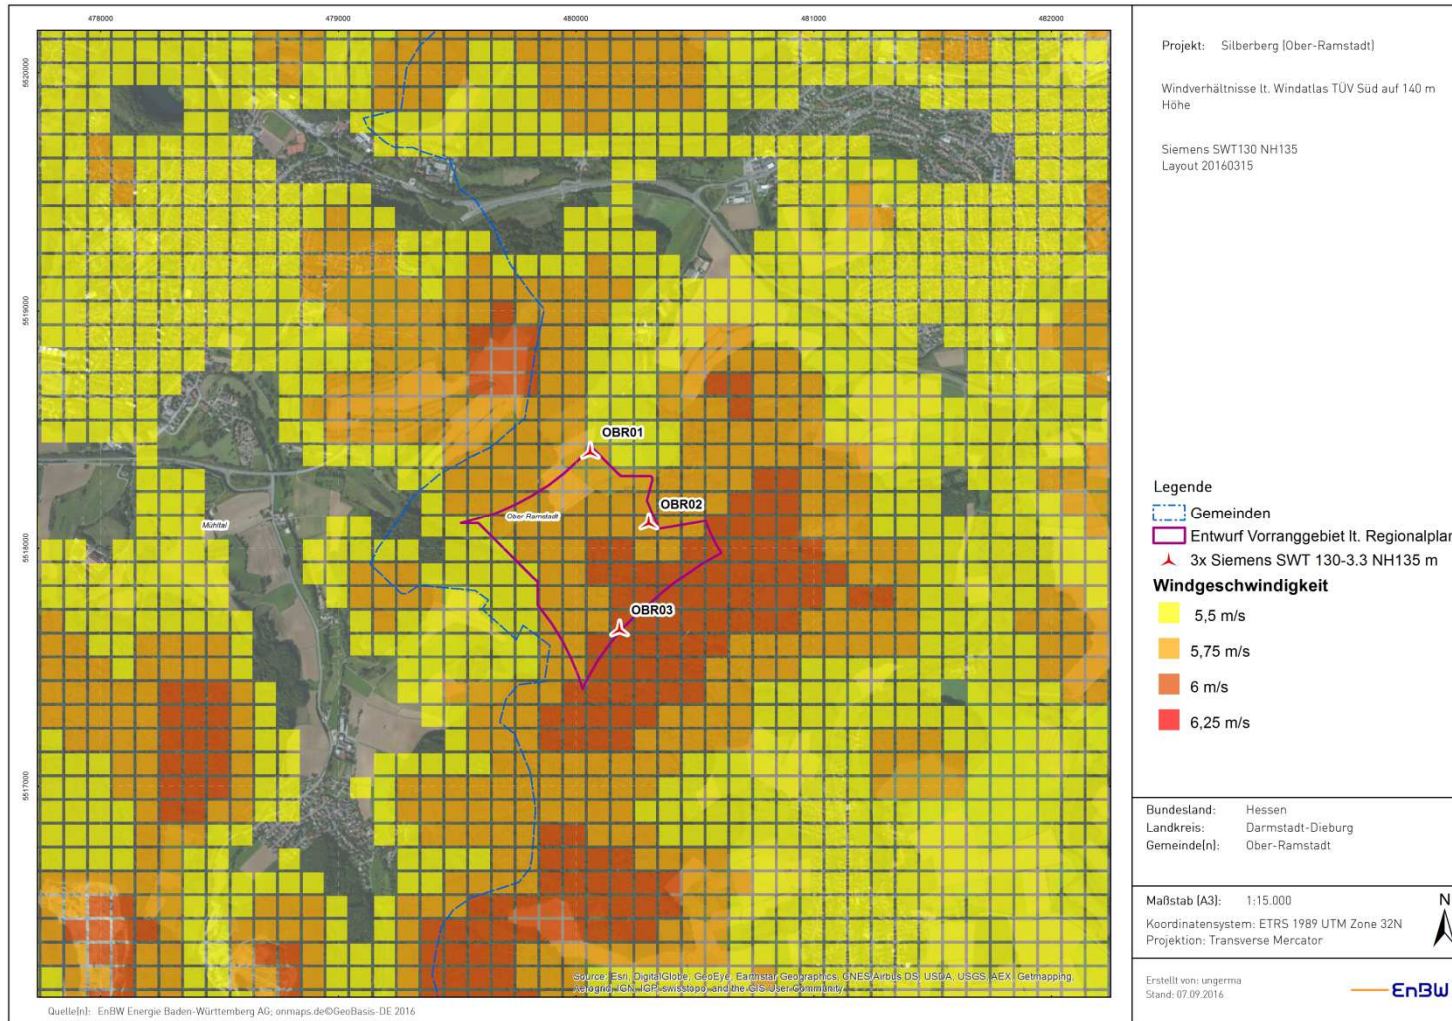 478000
479000
480000
481000
482000
5520000
5519000
5518000
5517000
OBR01
OBR02
OBR03
Ober Ramstadt
Mühltal
Source: Esri, DigitalGlobe, GeoEye, Earthstar Geographics, CNES/Airbus DS, USDA, USGS, AEX, Getmapping,
Aerogrid, IGN, IGP, swisstopo, and the GIS User Community
Quelle(n): EnBW Energie Baden-Württemberg AG; onmaps.de©GeoBasis-DE 2016
Projekt: Silberberg (Ober-Ramstadt)
Windverhältnisse lt. Windatlas TÜV Süd auf 140 m
Höhe
Siemens SWT130 NH135
Layout 20160315
Legende
Gemeinden
Entwurf Vorranggebiet lt. Regionalplan
3x Siemens SWT 130-3.3 NH135 m
Windgeschwindigkeit
5,5 m/s
5,75 m/s
6 m/s
6,25 m/s
Bundesland: Hessen
Landkreis: Darmstadt-Dieburg
Gemeinde(n): Ober-Ramstadt
Maßstab (A3): 1:15.000
Koordinatensystem: ETRS 1989 UTM Zone 32N
Projektion: Transverse Mercator
N
Erstellt von: ungerma
Stand: 07.09.2016
EnBW